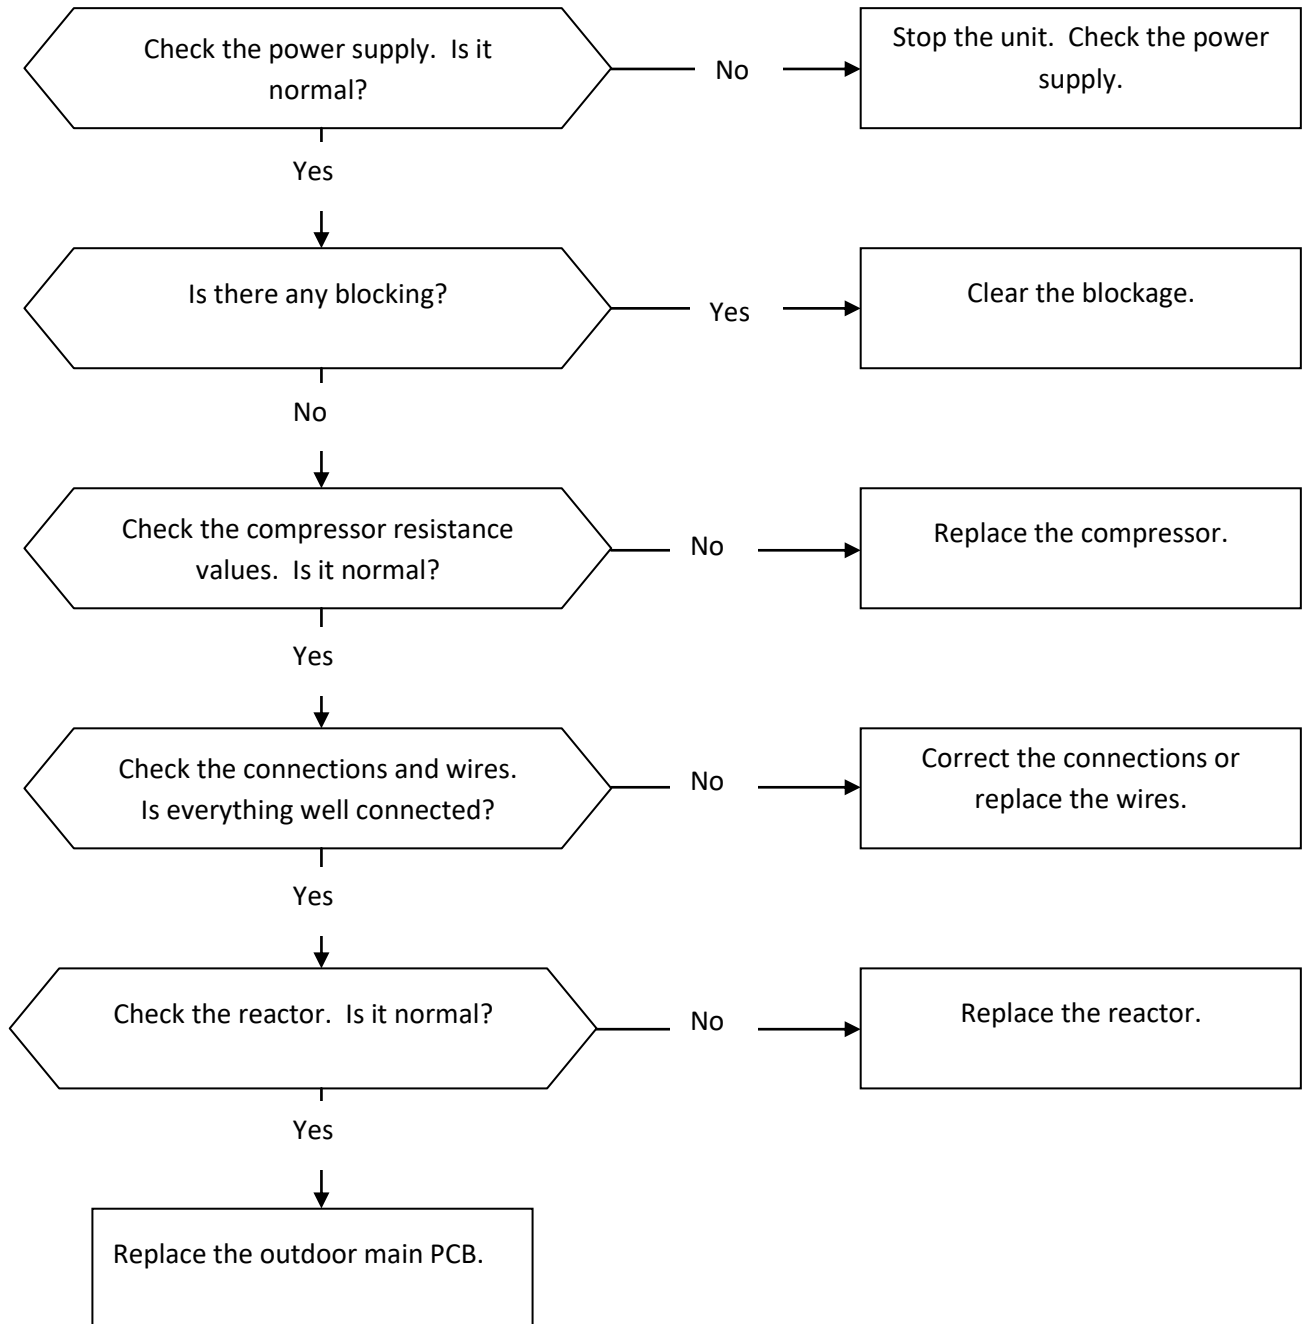 Check the power supply.  Is it
normal?
No
Stop the unit.  Check the power
supply.
Yes
Is there any blocking?
Yes
Clear the blockage.
No
Check the compressor resistance
values.  Is it normal?
No
Replace the compressor.
Yes
Check the connections and wires.
Is everything well connected?
No
Correct the connections or
replace the wires.
Yes
Check the reactor.  Is it normal?
No
Replace the reactor.
Yes
Replace the outdoor main PCB.